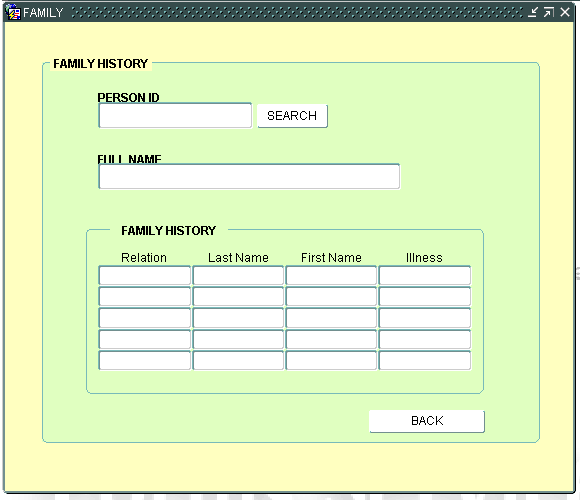 FAMILY
FAMILY HISTORY
PERSON ID
SEARCH
FULL NAME
FAMILY HISTORY
Relation Last Name First Name Illness
BACK